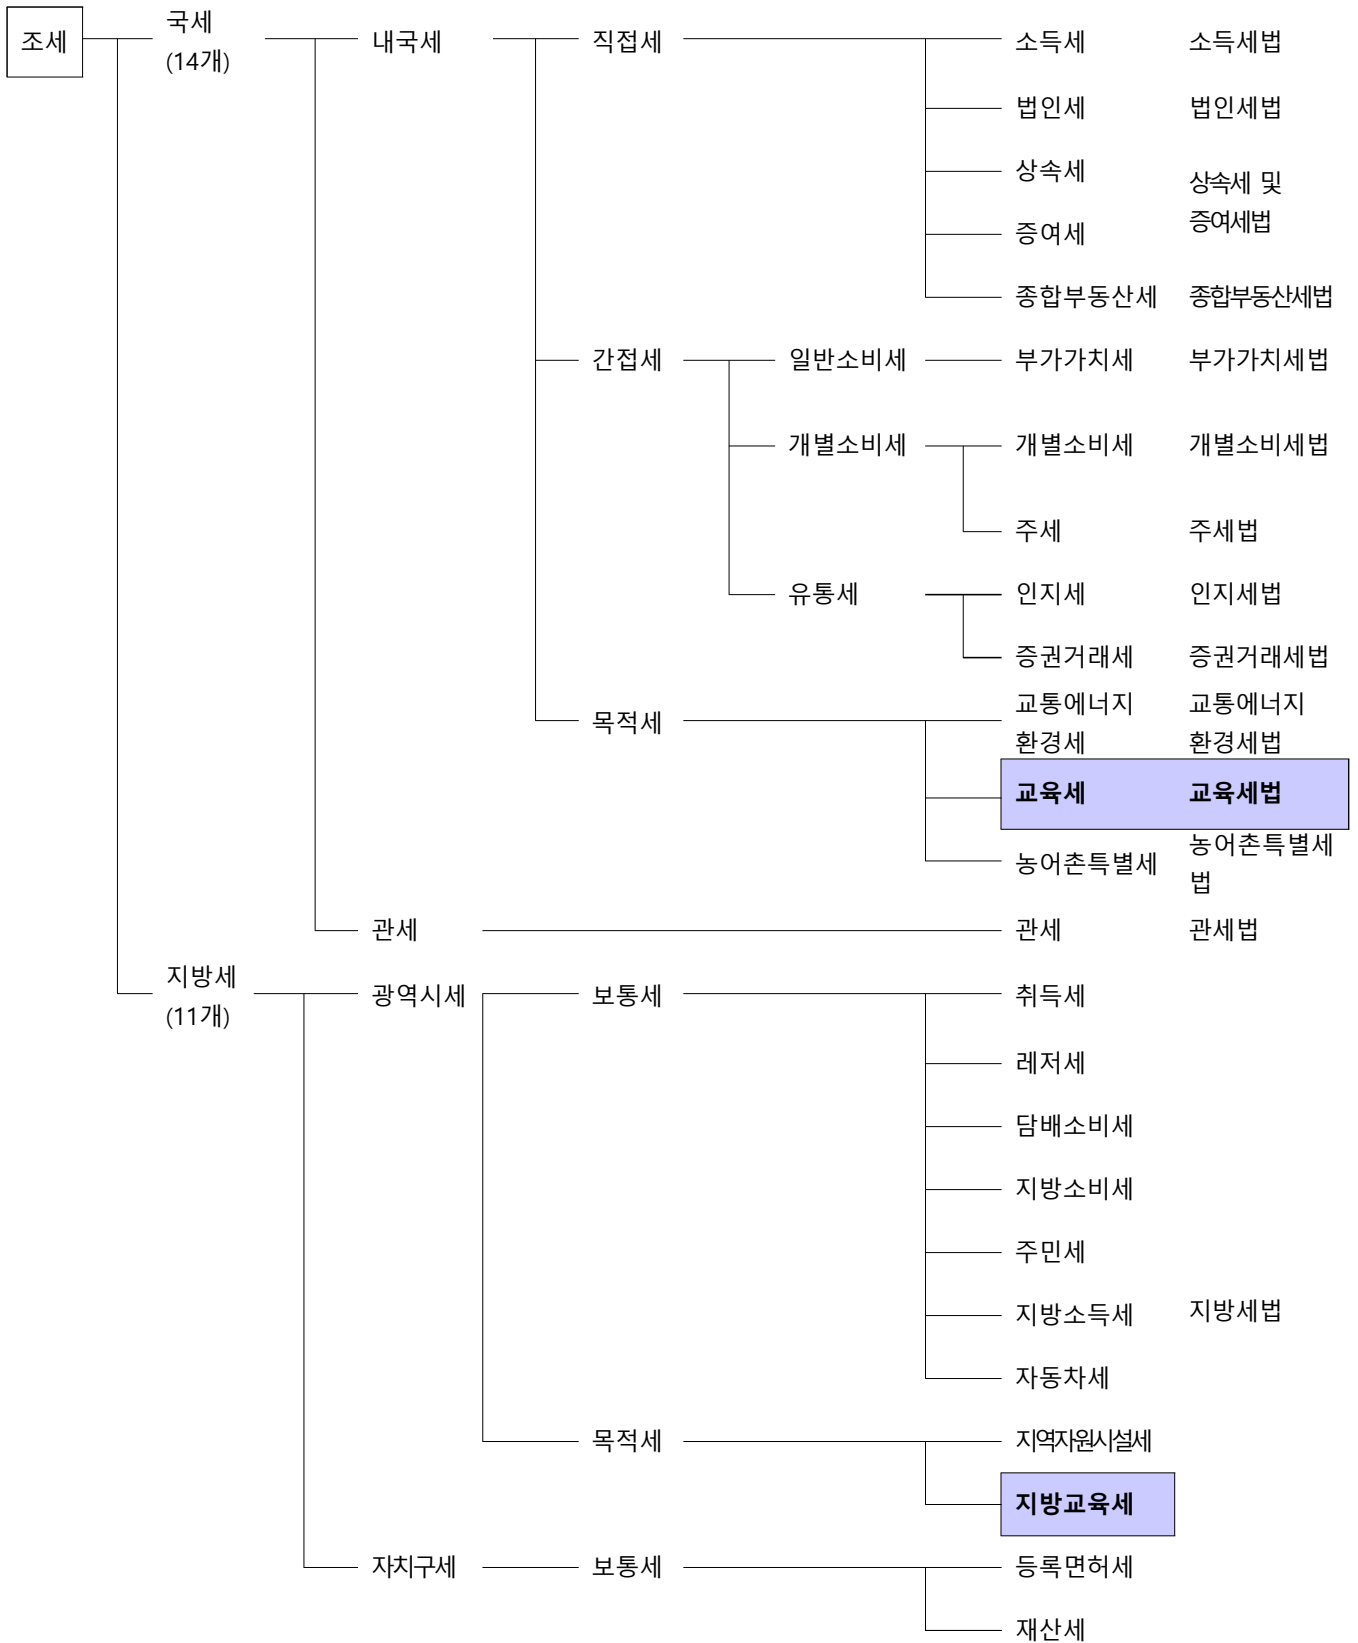 조세
국세
(14개)
내국세
직접세
소득세
소득세법
법인세
법인세법
상속세
상속세 및
증여세법
증여세
종합부동산세
종합부동산세법
간접세
일반소비세
부가가치세
부가가치세법
개별소비세
개별소비세
개별소비세법
주세
주세법
유통세
인지세
인지세법
증권거래세
증권거래세법
목적세
교통에너지
환경세
교통에너지
환경세법
교육세
교육세법
농어촌특별세
농어촌특별세
법
관세
관세
관세법
지방세
(11개)
광역시세
보통세
취득세
레저세
담배소비세
지방소비세
주민세
지방소득세
지방세법
자동차세
목적세
지역자원시설세
지방교육세
자치구세
보통세
등록면허세
재산세